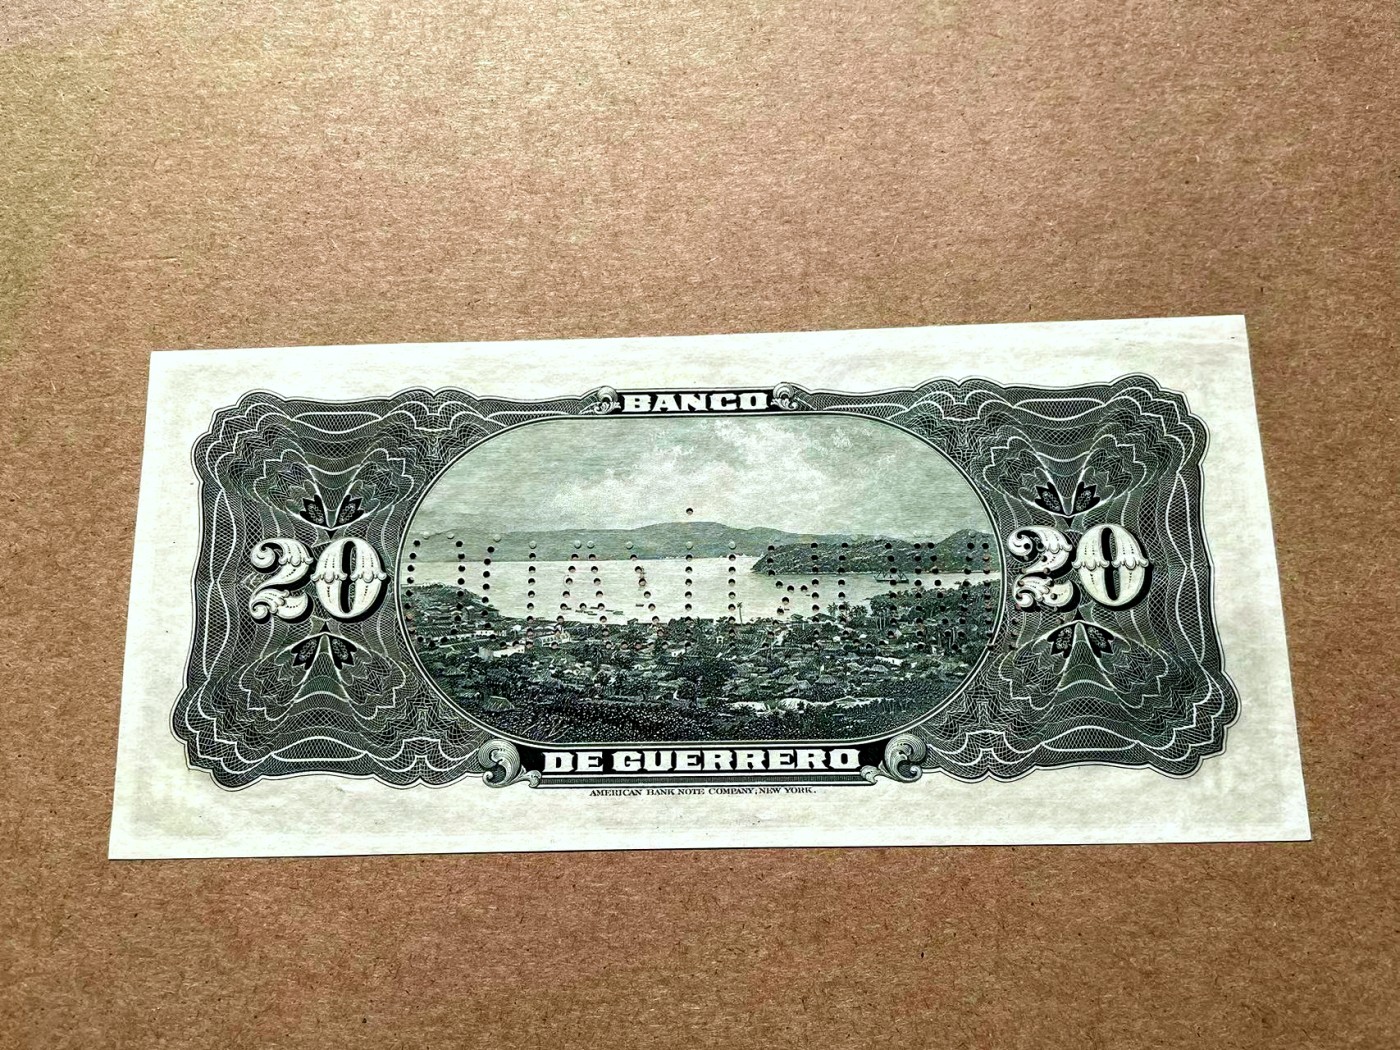 BANCO
20 20
DE GUERRERO
AMERICAN BANK NOTE COMPANY, NEW YORK.